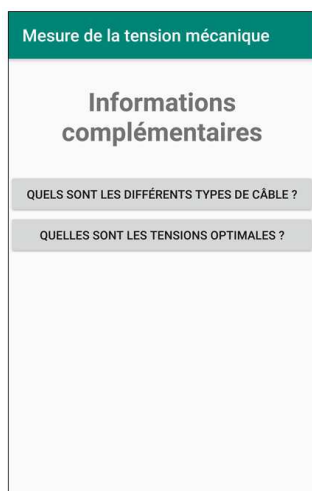 Mesure de la tension mécanique
Informations
complémentaires
QUELS SONT LES DIFFÉRENTS TYPES DE CÂBLE ?
QUELLES SONT LES TENSIONS OPTIMALES ?